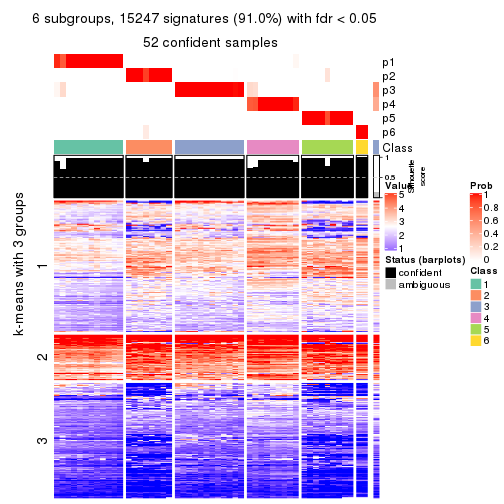 6 subgroups, 15247 signatures (91.0%) with fdr < 0.05
52 confident samples
p1
p2
p3
p4
p5
p6
Class
1
0.5
Silhouette
score
k-means with 3 groups
1
2
3
Value
5
4
3
2
1
Status (barplots)
confident
ambiguous
Prob
1
0.8
0.6
0.4
0.2
0
Class
1
2
3
4
5
6